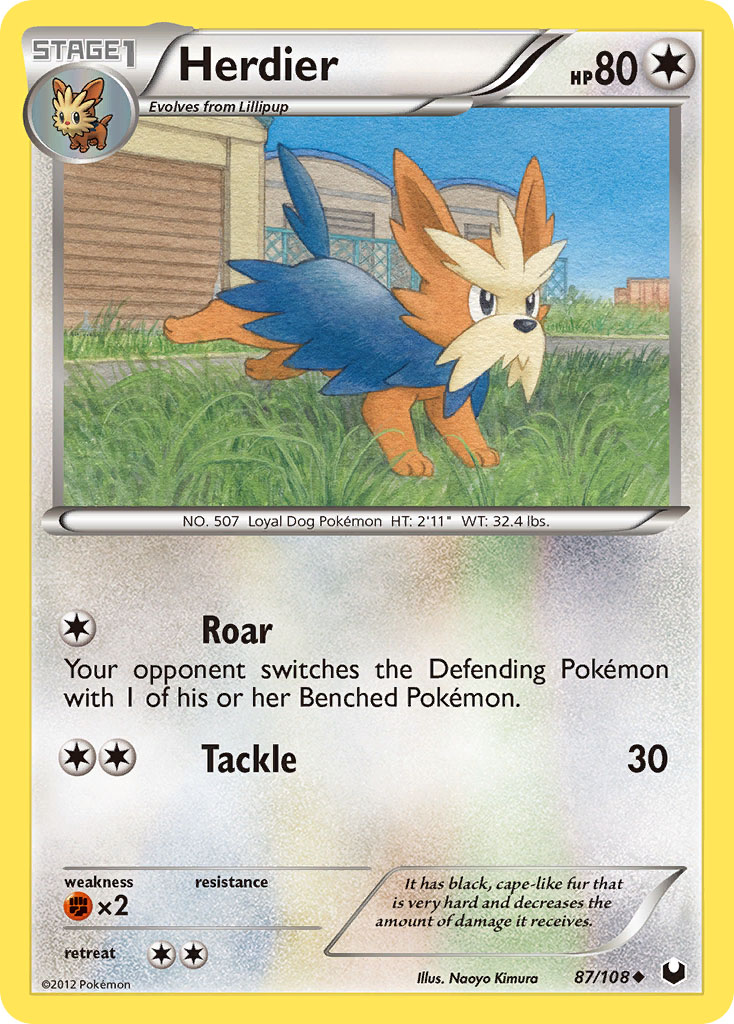 STAGE1
Herdier
HP80
Evolves from Lillipup
NO. 507 Loyal Dog Pokémon HT: 2'11" WT: 32.4 lbs.
Roar
Your opponent switches the Defending Pokémon
with 1 of his or her Benched Pokémon.
Tackle 30
weakness resistance
×2
retreat
It has black, cape-like fur that
is very hard and decreases the
amount of damage it receives.
©2012 Pokémon
Illus. Naoyo Kimura
87/108